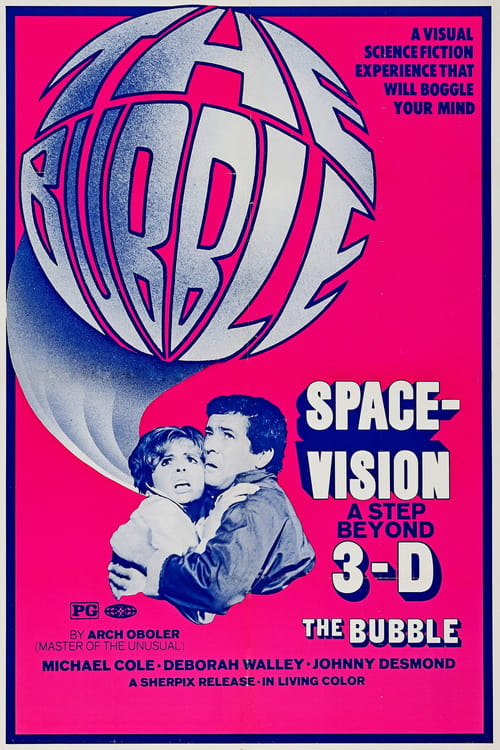 THE
BUBBLE
A VISUAL
SCIENCE FICTION
EXPERIENCE THAT
WILL BOGGLE
YOUR MIND
SPACE-
VISION
A STEP
BEYOND
3-D
THE BUBBLE
PG
BY ARCH OBOLER
(MASTER OF THE UNUSUAL)
MICHAEL COLE · DEBORAH WALLEY · JOHNNY DESMOND
A SHERPIX RELEASE · IN LIVING COLOR